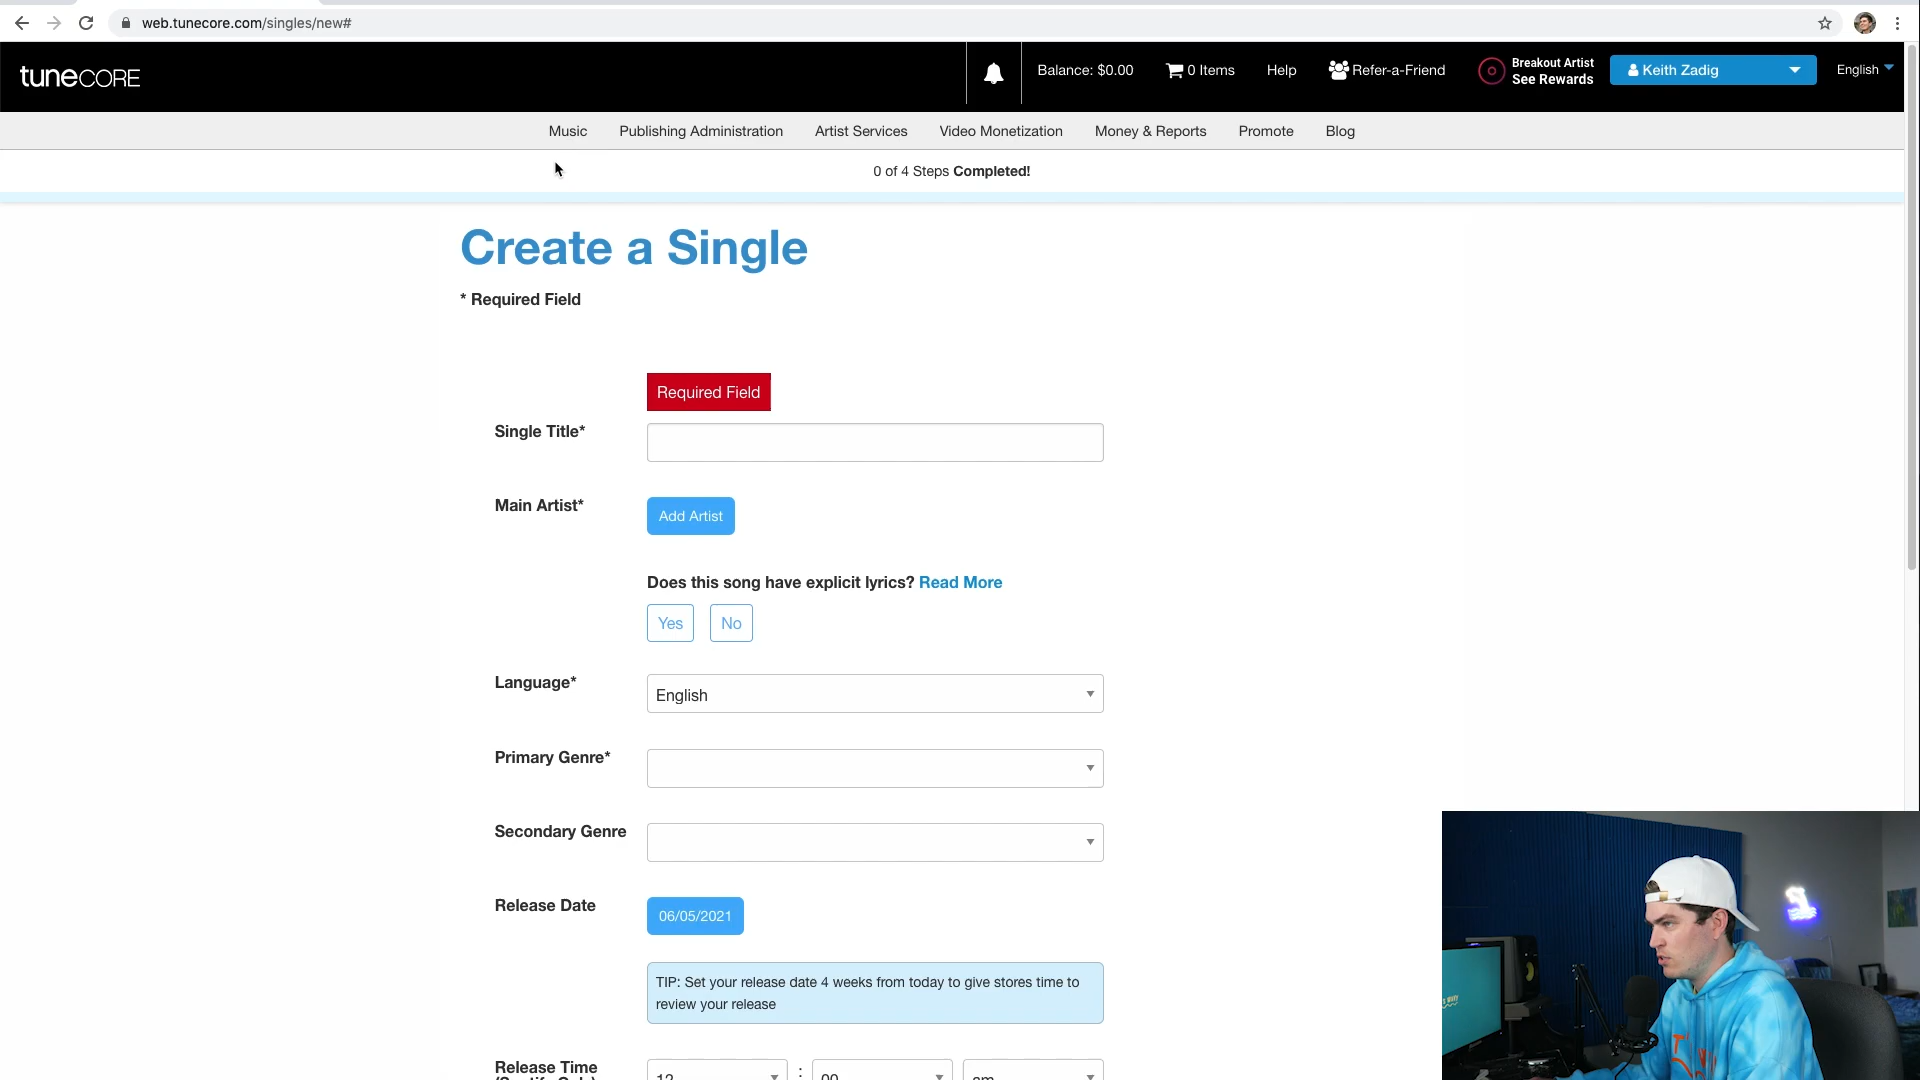 web.tunecore.com/singles/new#
tuneCORE
Balance: $0.00
0 Items
Help
Refer-a-Friend
Breakout Artist
See Rewards
Keith Zadig
English
Music
Publishing Administration
Artist Services
Video Monetization
Money & Reports
Promote
Blog
0 of 4 Steps Completed!
Create a Single
* Required Field
Required Field
Single Title*
Main Artist*
Add Artist
Does this song have explicit lyrics? Read More
Yes
No
Language*
English
Primary Genre*
Secondary Genre
Release Date
06/05/2021
TIP: Set your release date 4 weeks from today to give stores time to
review your release
Release Time
12 : 00 am